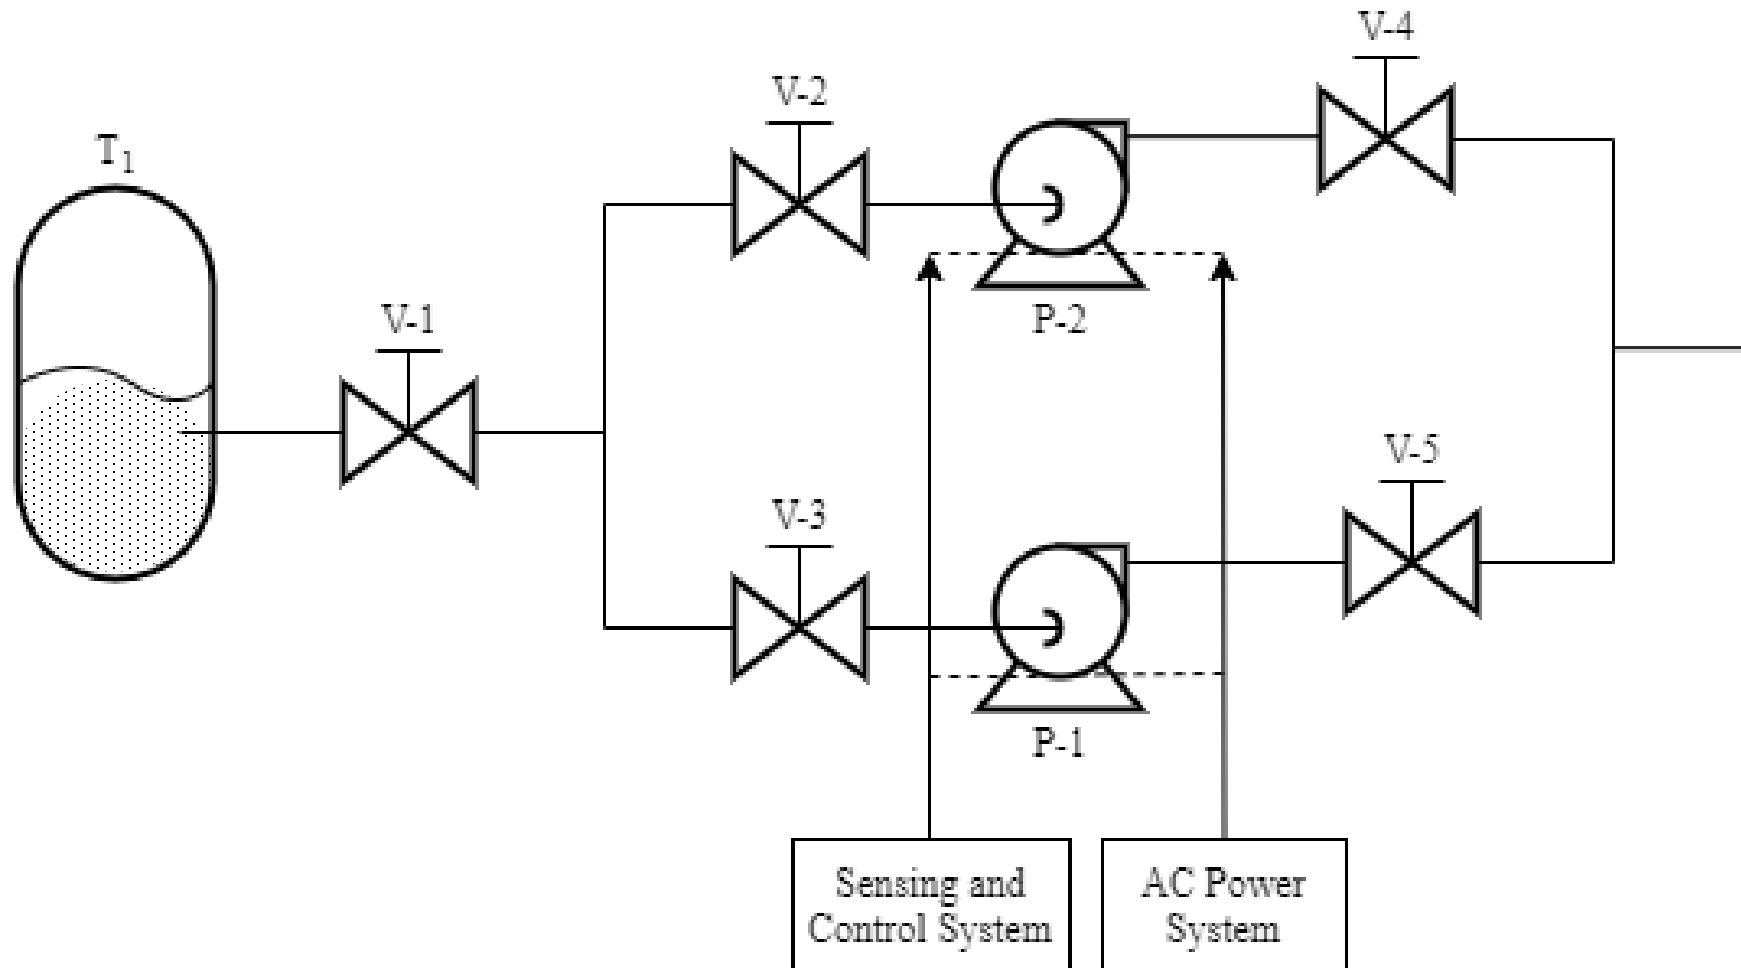 V-4
V-2
T1
V-1
P-2
V-5
V-3
P-1
Sensing and
Control System
AC Power
System